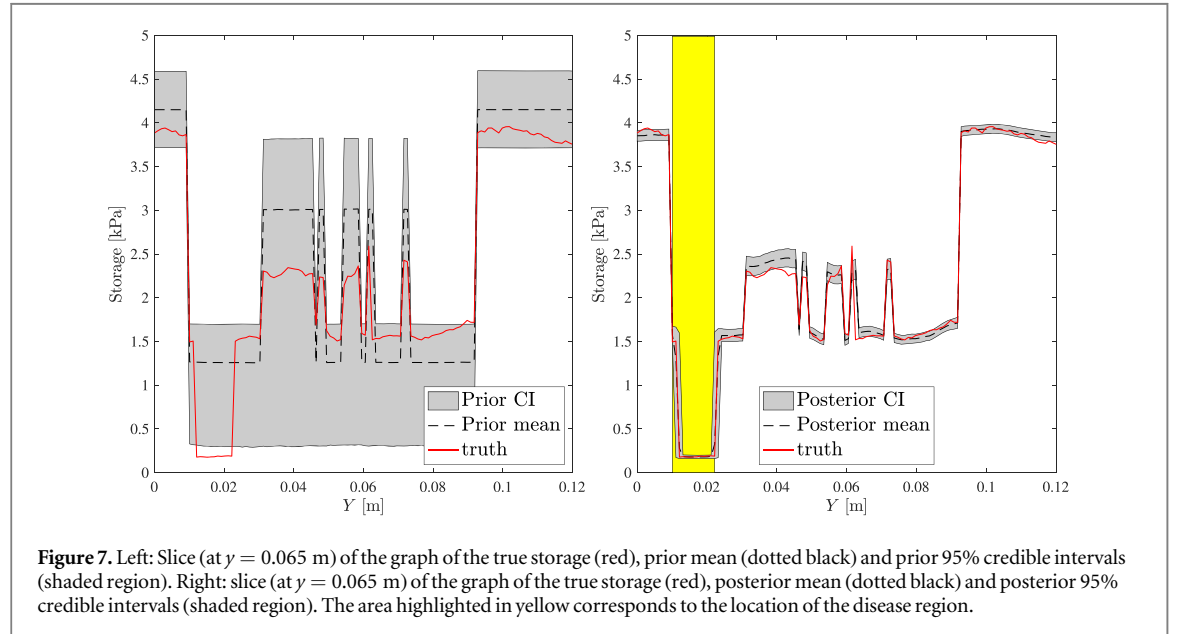 5
4.5
4
3.5
3
2.5
2
1.5
1
0.5
0
Storage [kPa]
0 0.02 0.04 0.06 0.08 0.1 0.12
Y [m]
Prior CI
Prior mean
truth
5
4.5
4
3.5
3
2.5
2
1.5
1
0.5
0
Storage [kPa]
0 0.02 0.04 0.06 0.08 0.1 0.12
Y [m]
Posterior CI
Posterior mean
truth
Figure 7. Left: Slice (at y = 0.065 m) of the graph of the true storage (red), prior mean (dotted black) and prior 95% credible intervals
(shaded region). Right: slice (at y = 0.065 m) of the graph of the true storage (red), posterior mean (dotted black) and posterior 95%
credible intervals (shaded region). The area highlighted in yellow corresponds to the location of the disease region.